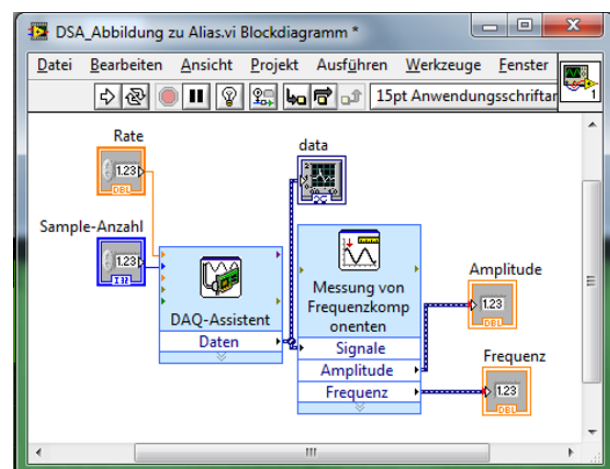 DSA_Abbildung zu Alias.vi Blockdiagramm *
Datei Bearbeiten Ansicht Projekt Ausführen Werkzeuge Fenster
15pt Anwendungsschriftar
1
Rate
1.23
DBL
data
Sample-Anzahl
1.23
I32
DAQ-Assistent
Daten
Messung von
Frequenzkomp
onenten
Signale
Amplitude
Frequenz
Amplitude
1.23
DBL
Frequenz
1.23
DBL